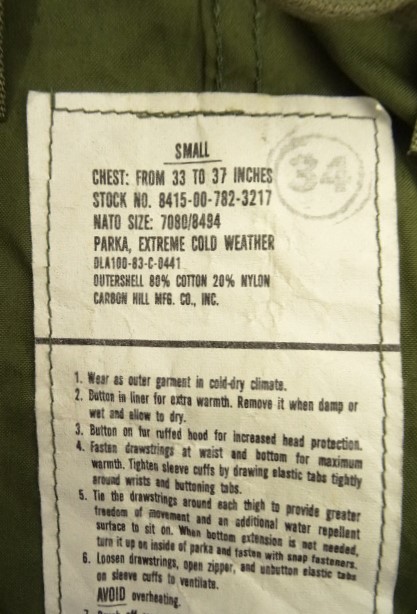 SMALL
34
CHEST: FROM 33 TO 37 INCHES
STOCK NO. 8415-00-782-3217
NATO SIZE: 7080/8494
PARKA, EXTREME COLD WEATHER
DLA100-83-C-0441
OUTERSHELL 80% COTTON 20% NYLON
CARBON HILL MFG. CO., INC.
1. Wear as outer garment in cold-dry climate.
2. Button in liner for extra warmth. Remove it when damp or
wet and allow to dry.
3. Button on fur ruffed hood for increased head protection.
4. Fasten drawstrings at waist and bottom for maximum
warmth. Tighten sleeve cuffs by drawing elastic tabs tightly
around wrists and buttoning tabs.
5. Tie the drawstrings around each thigh to provide greater
freedom of movement and an additional water repellent
surface to sit on. When bottom extension is not needed,
turn it up on inside of parka and fasten with snap fasteners.
6. Loosen drawstrings, open zipper, and unbutton elastic tabs
on sleeve cuffs to ventilate.
AVOID overheating.